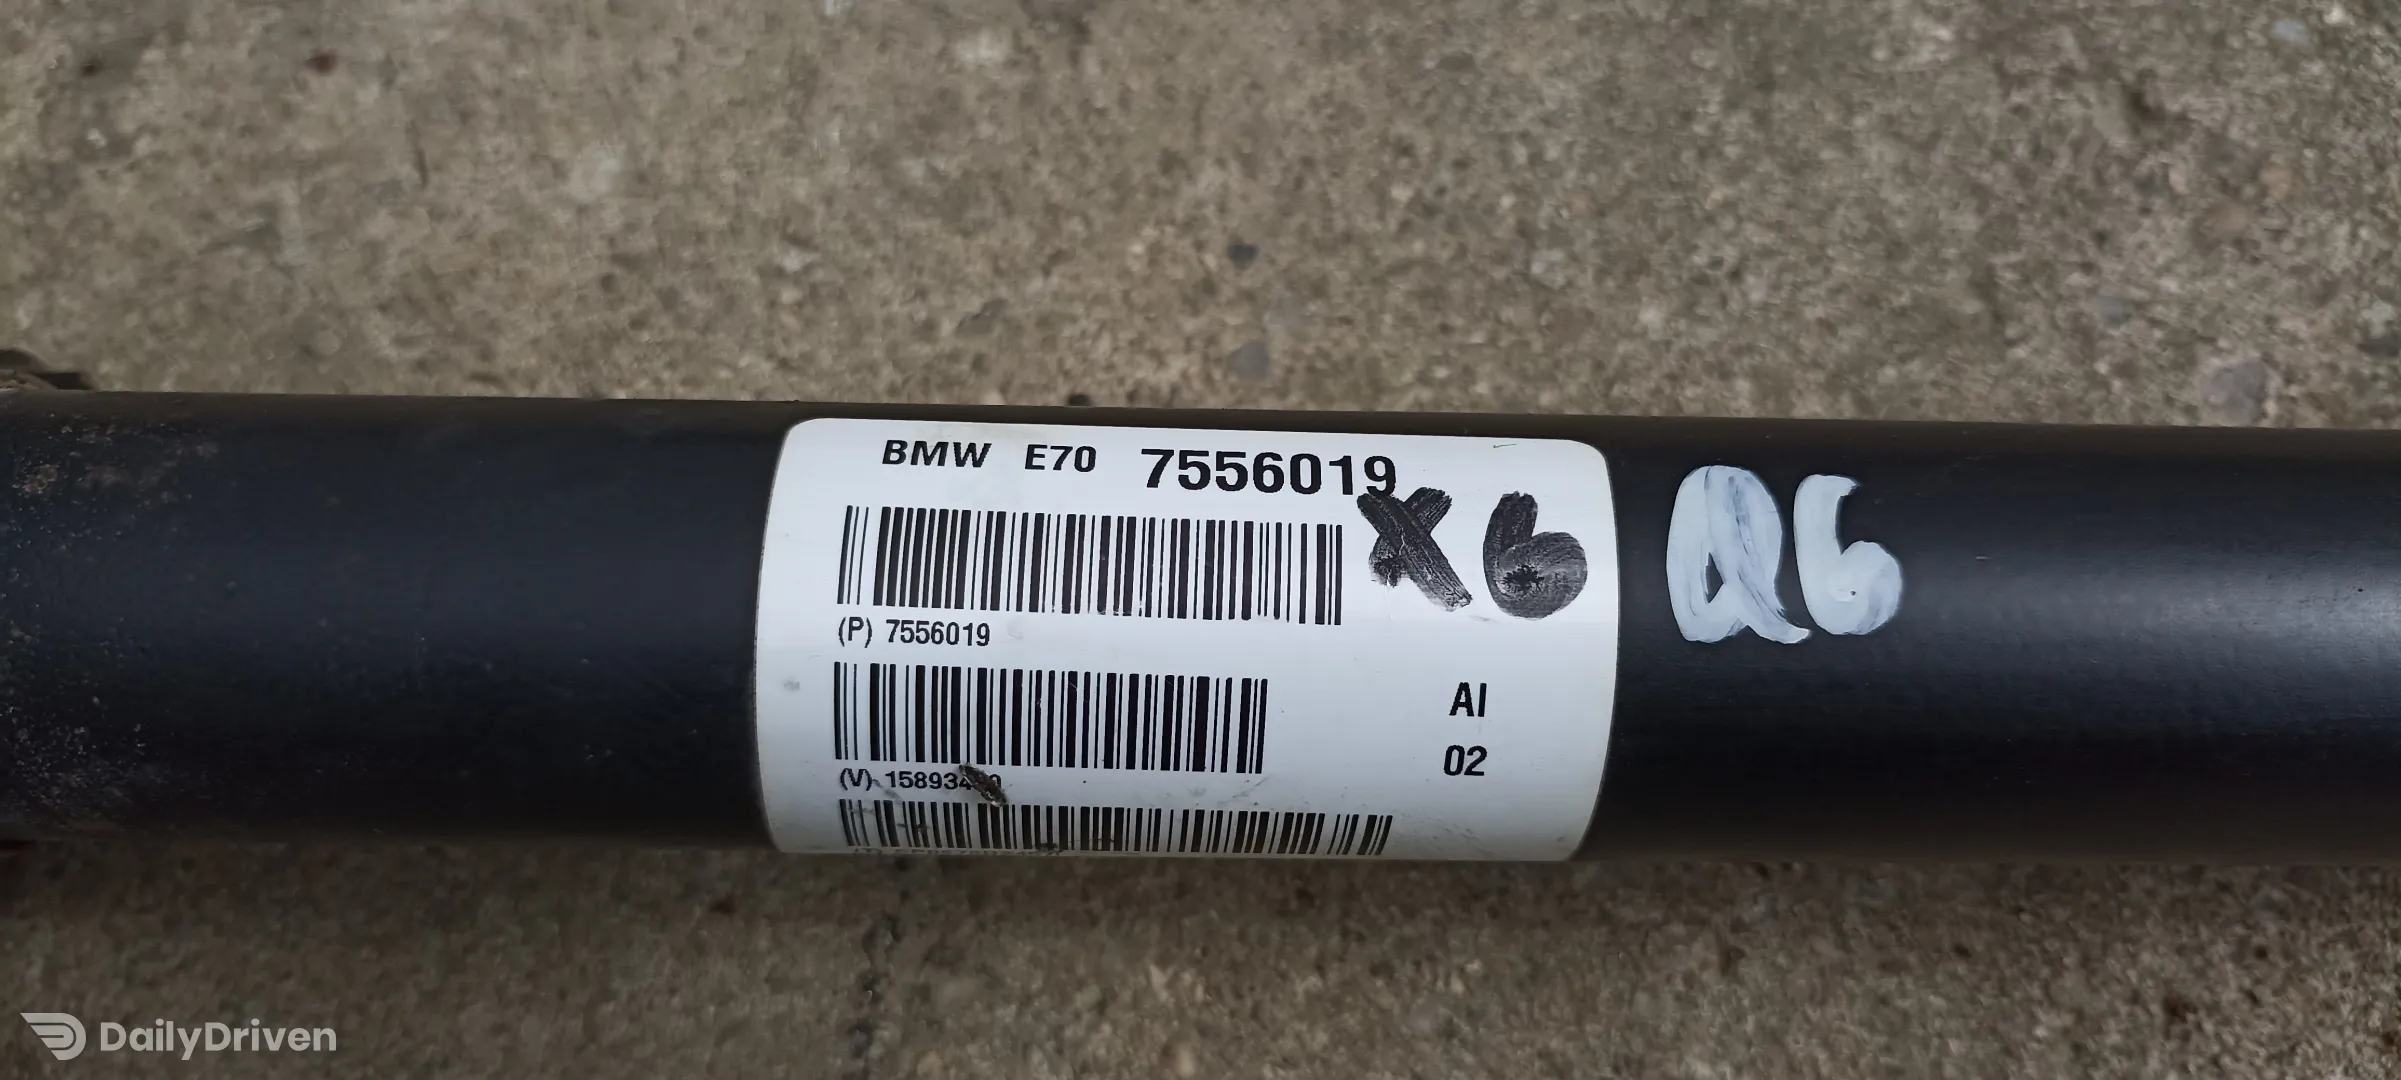 BMW E70 7556019
X6
Q6
(P) 7556019
AI
02
(V)
DailyDriven